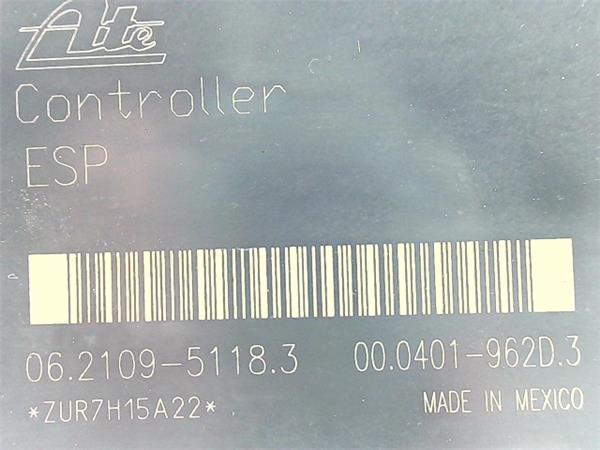 Ate
Controller
ESP
06.2109-5118.3 00.0401-962D.3
*ZUR7H15A22* MADE IN MEXICO